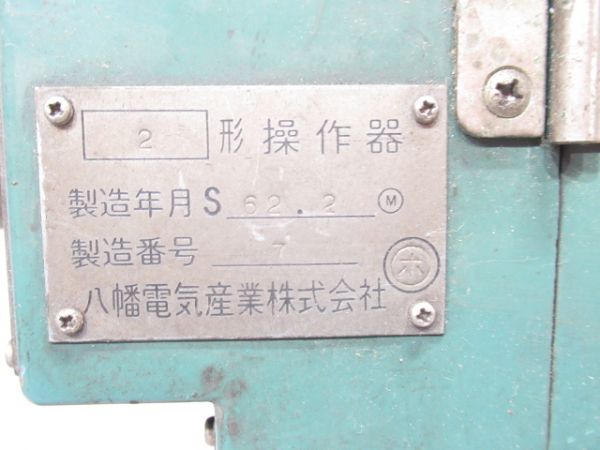 2 形操作器
製造年月 S 62.2 Ⓜ
製造番号 7
八幡電気産業株式会社